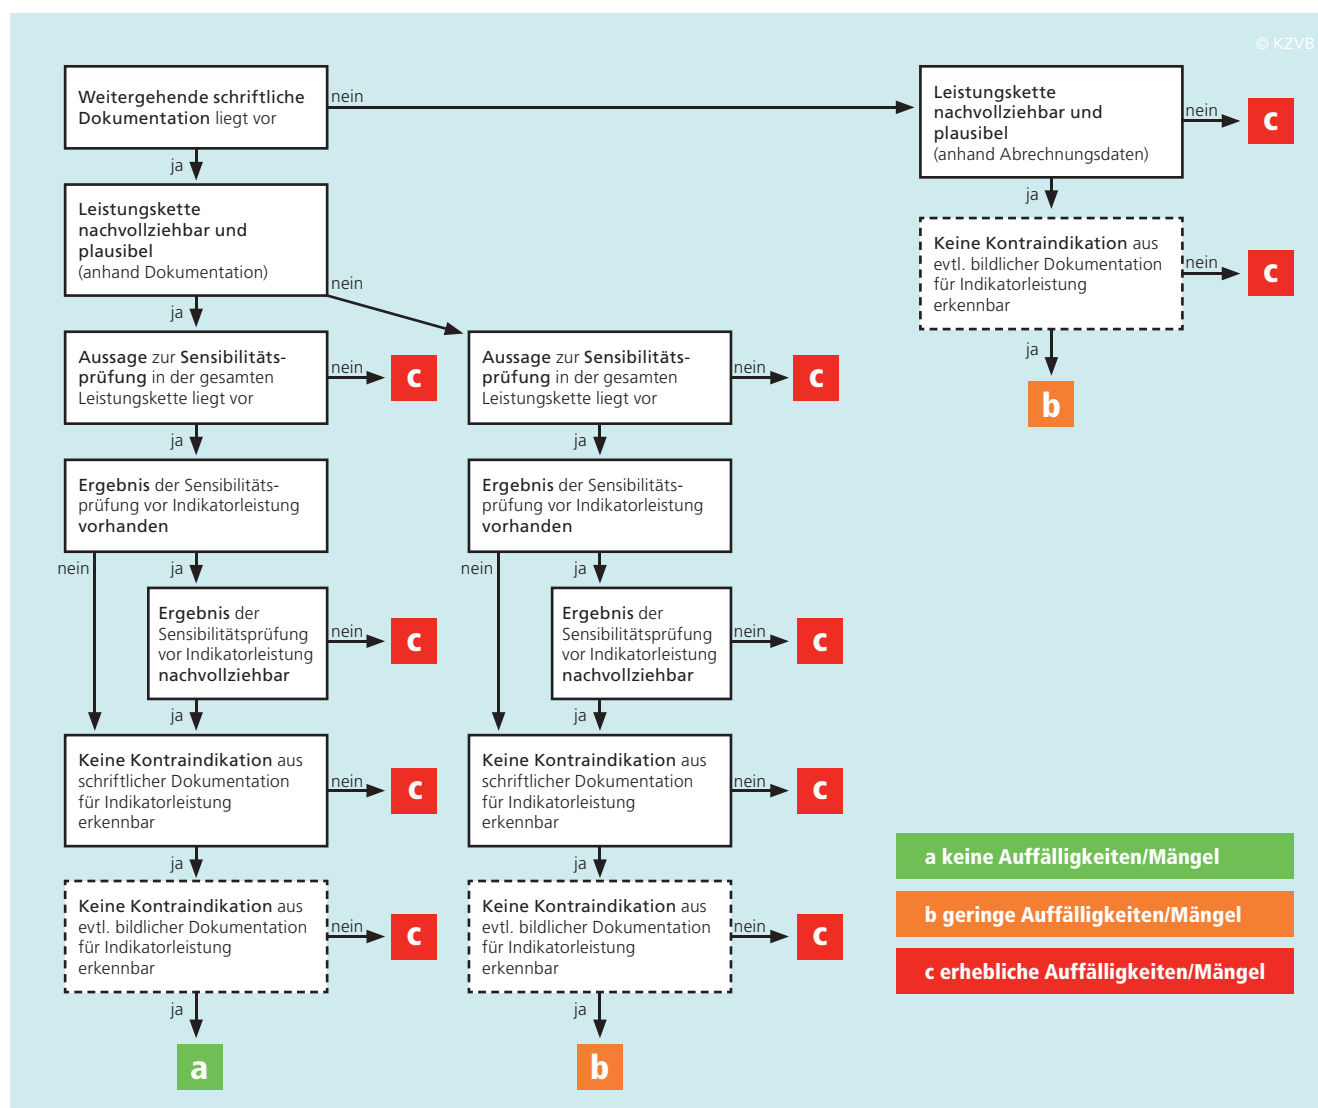 © KZVB
Weitergehende schriftliche
Dokumentation liegt vor
nein
Leistungskette
nachvollziehbar und
plausibel
(anhand Abrechnungsdaten)
nein
c
ja
ja
Leistungskette
nachvollziehbar und
plausibel
(anhand Dokumentation)
nein
Keine Kontraindikation aus
evtl. bildlicher Dokumentation
für Indikatorleistung
erkennbar
nein
c
ja
b
ja
Aussage zur Sensibilitäts-
prüfung in der gesamten
Leistungskette liegt vor
nein
c
Aussage zur Sensibilitäts-
prüfung in der gesamten
Leistungskette liegt vor
nein
c
ja
ja
Ergebnis der Sensibilitäts-
prüfung vor Indikatorleistung
vorhanden
Ergebnis der Sensibilitäts-
prüfung vor Indikatorleistung
vorhanden
nein
ja
nein
ja
Ergebnis der
Sensibilitätsprüfung
vor Indikatorleistung
nachvollziehbar
nein
c
Ergebnis der
Sensibilitätsprüfung
vor Indikatorleistung
nachvollziehbar
nein
c
ja
ja
Keine Kontraindikation aus
schriftlicher Dokumentation
für Indikatorleistung
erkennbar
nein
c
Keine Kontraindikation aus
schriftlicher Dokumentation
für Indikatorleistung
erkennbar
nein
c
ja
ja
Keine Kontraindikation aus
evtl. bildlicher Dokumentation
für Indikatorleistung
erkennbar
nein
c
Keine Kontraindikation aus
evtl. bildlicher Dokumentation
für Indikatorleistung
erkennbar
nein
c
ja
ja
a
b
a keine Auffälligkeiten/Mängel
b geringe Auffälligkeiten/Mängel
c erhebliche Auffälligkeiten/Mängel